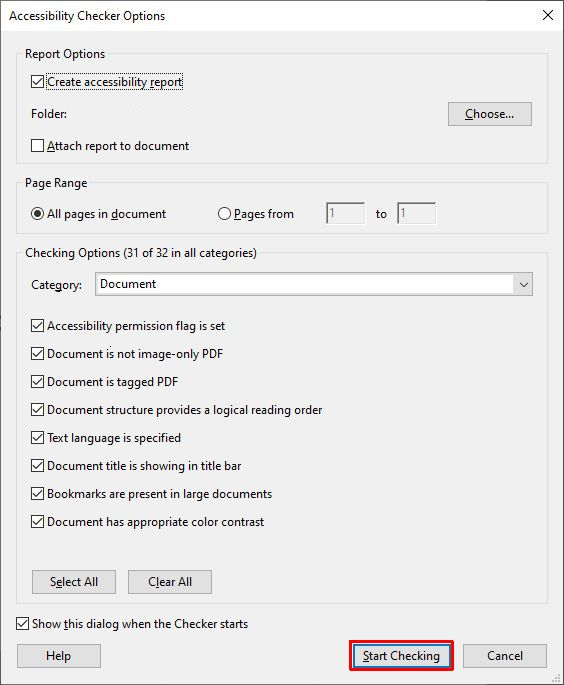 Accessibility Checker Options
Report Options
Create accessibility report
Folder:
Choose...
Attach report to document
Page Range
All pages in document
Pages from 1 to 1
Checking Options (31 of 32 in all categories)
Category: Document
Accessibility permission flag is set
Document is not image-only PDF
Document is tagged PDF
Document structure provides a logical reading order
Text language is specified
Document title is showing in title bar
Bookmarks are present in large documents
Document has appropriate color contrast
Select All
Clear All
Show this dialog when the Checker starts
Help
Start Checking
Cancel